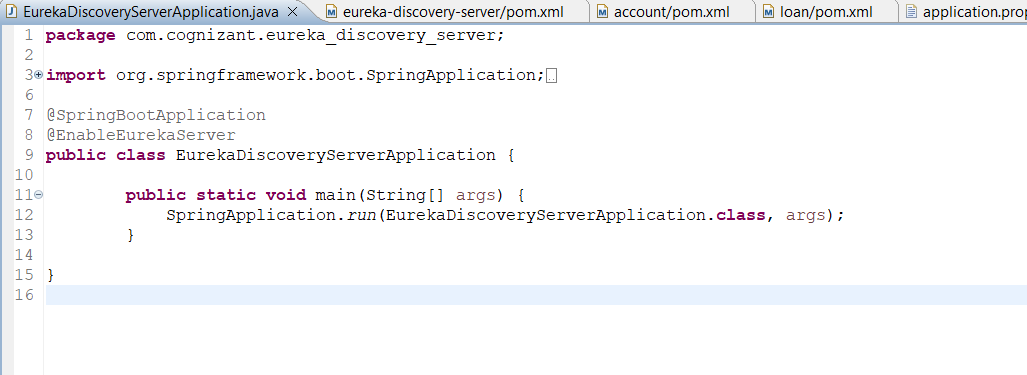 EurekaDiscoveryServerApplication.java eureka-discovery-server/pom.xml account/pom.xml loan/pom.xml application.prop
1 package com.cognizant.eureka_discovery_server;
2
3 import org.springframework.boot.SpringApplication;
6
7 @SpringBootApplication
8 @EnableEurekaServer
9 public class EurekaDiscoveryServerApplication {
10
11 public static void main(String[] args) {
12 SpringApplication.run(EurekaDiscoveryServerApplication.class, args);
13 }
14
15 }
16